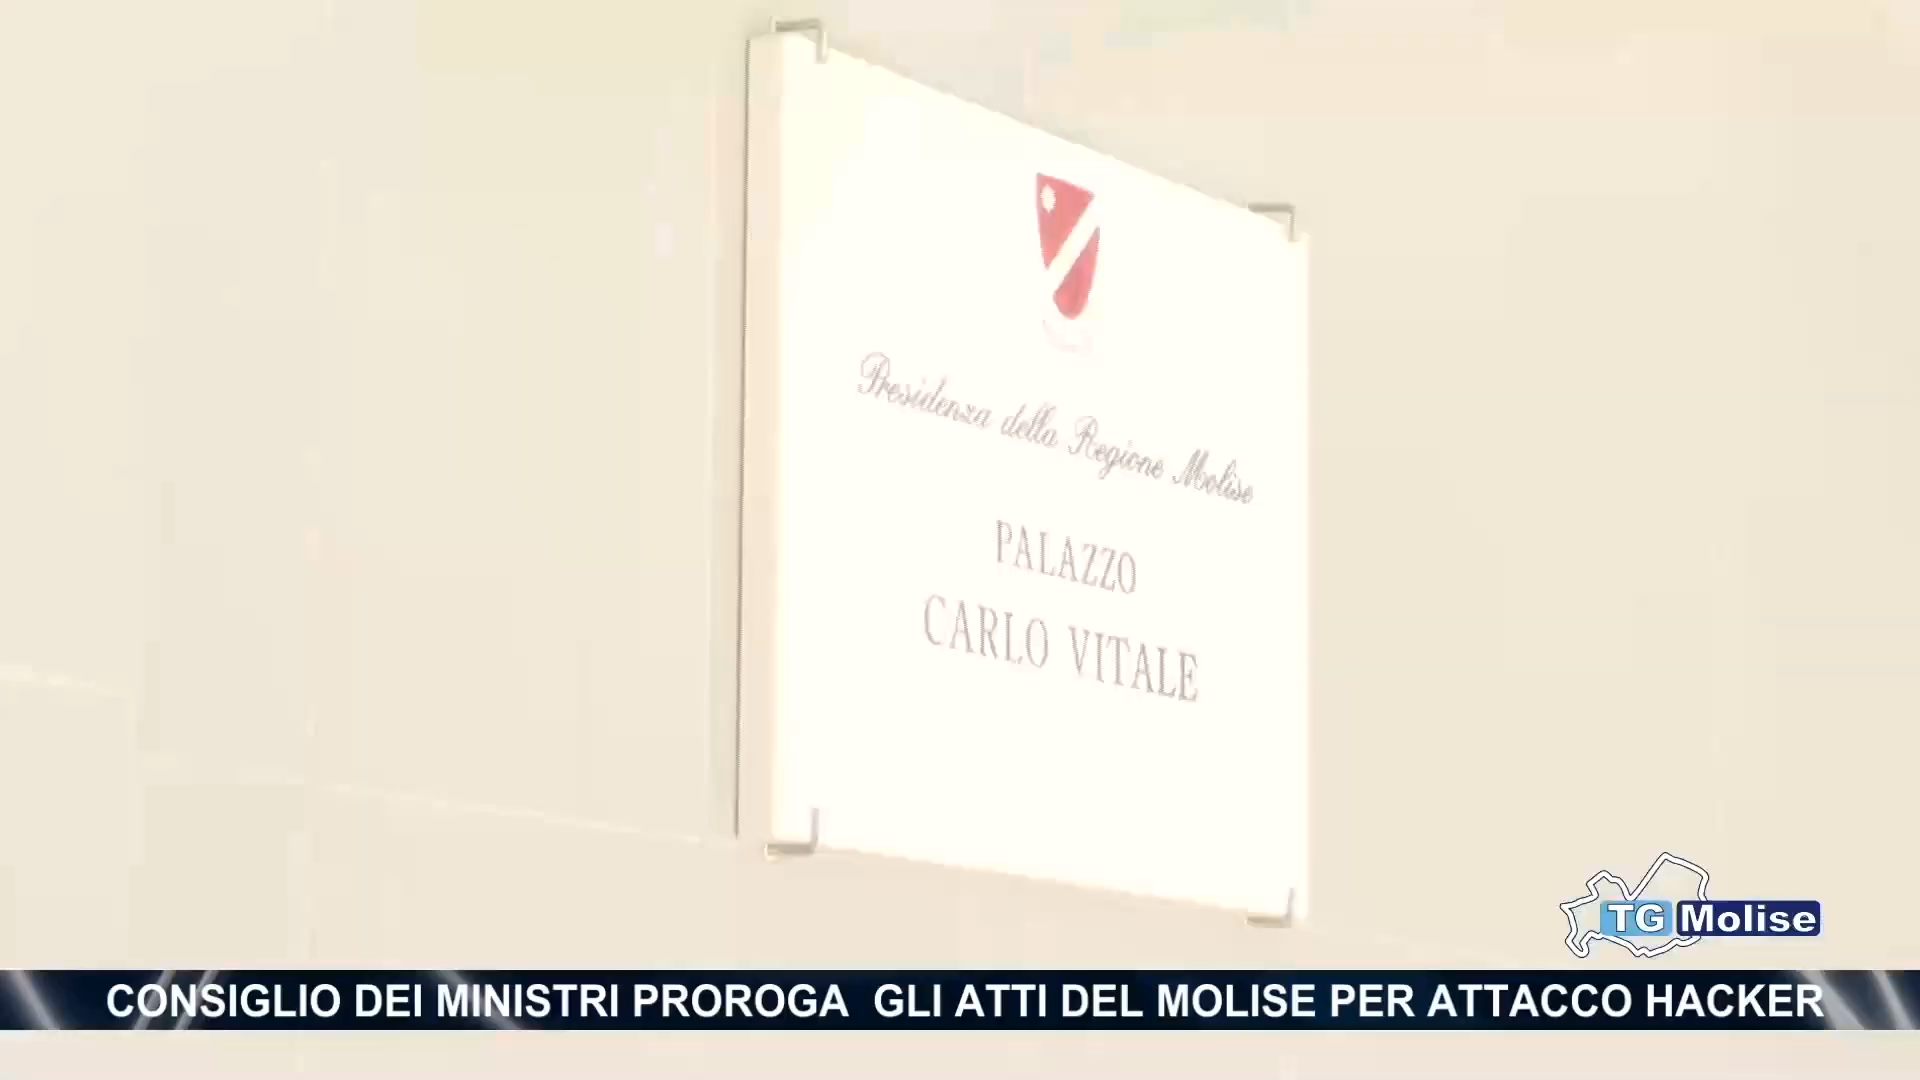 Presidenza della Regione Molise
PALAZZO
CARLO VITALE
TG Molise
CONSIGLIO DEI MINISTRI PROROGA GLI ATTI DEL MOLISE PER ATTACCO HACKER